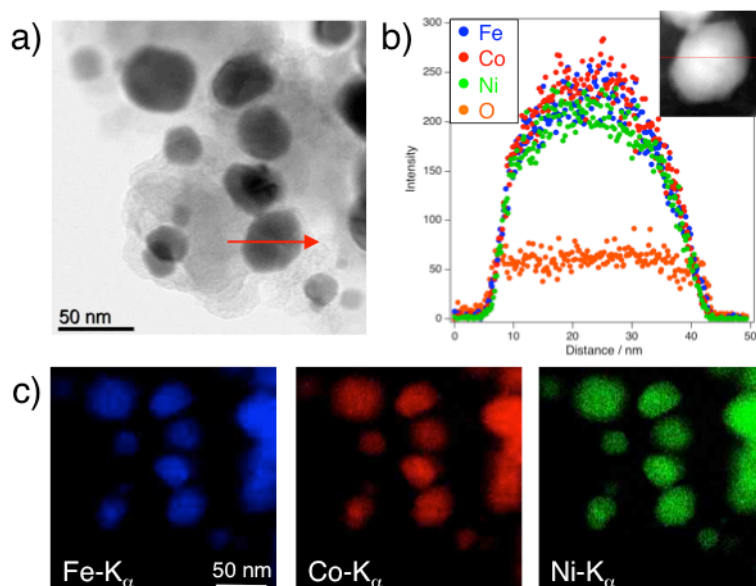 a)
50 nm
b)
Fe
Co
Ni
O
Intensity
300
250
200
150
100
50
0
0 10 20 30 40 50
Distance / nm
c)
Fe-Kα
50 nm
Co-Kα
Ni-Kα